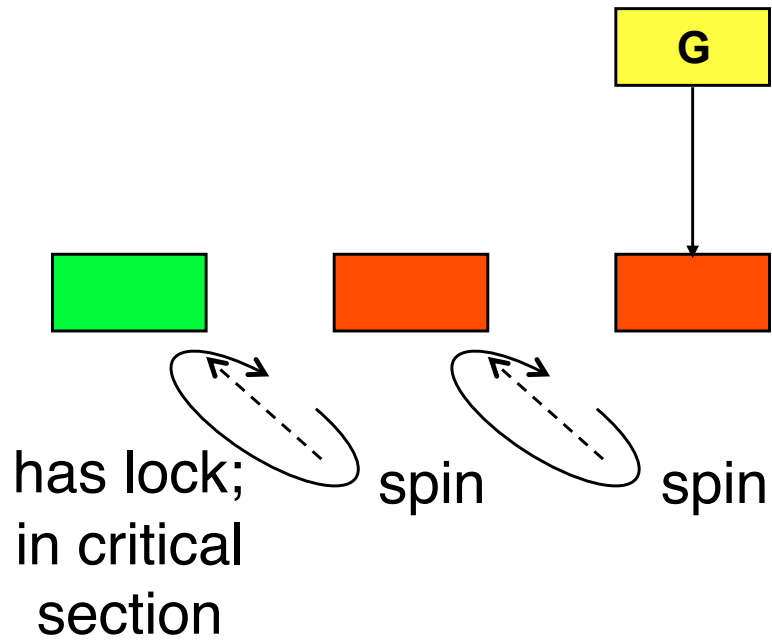 G
has lock;
in critical
section
spin
spin